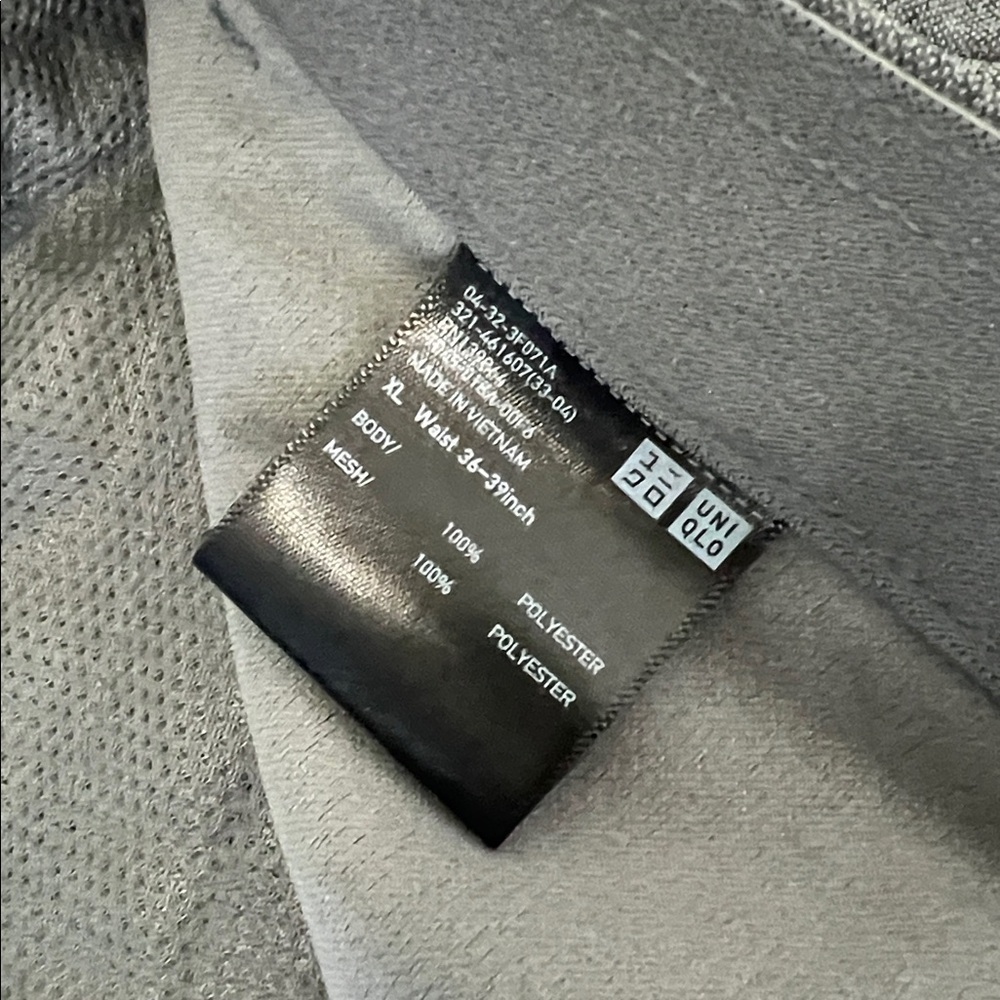 04-32-3F071A
321-461607(33-04)
MADE IN VIETNAM
XL Waist 36-39inch
BODY/
100% POLYESTER
MESH/
100% POLYESTER
ユニ
クロ
UNI
QLO